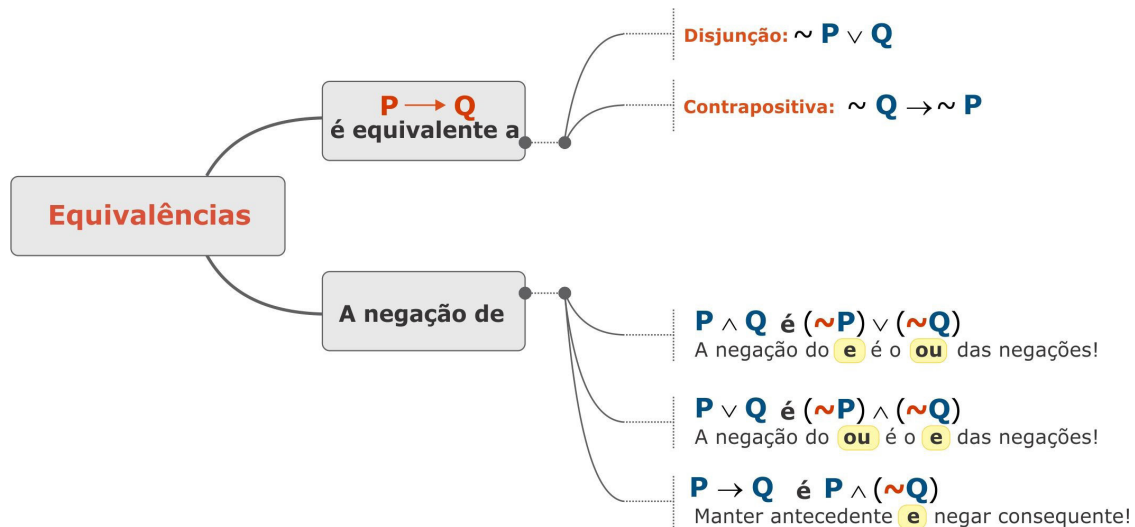 Equivalências
P → Q
é equivalente a
Disjunção: ~ P ∨ Q
Contrapositiva: ~ Q →~ P
A negação de
P ∧ Q é (~P) ∨ (~Q)
A negação do e é o ou das negações!
P ∨ Q é (~P) ∧ (~Q)
A negação do ou é o e das negações!
P → Q é P ∧ (~Q)
Manter antecedente e negar consequente!